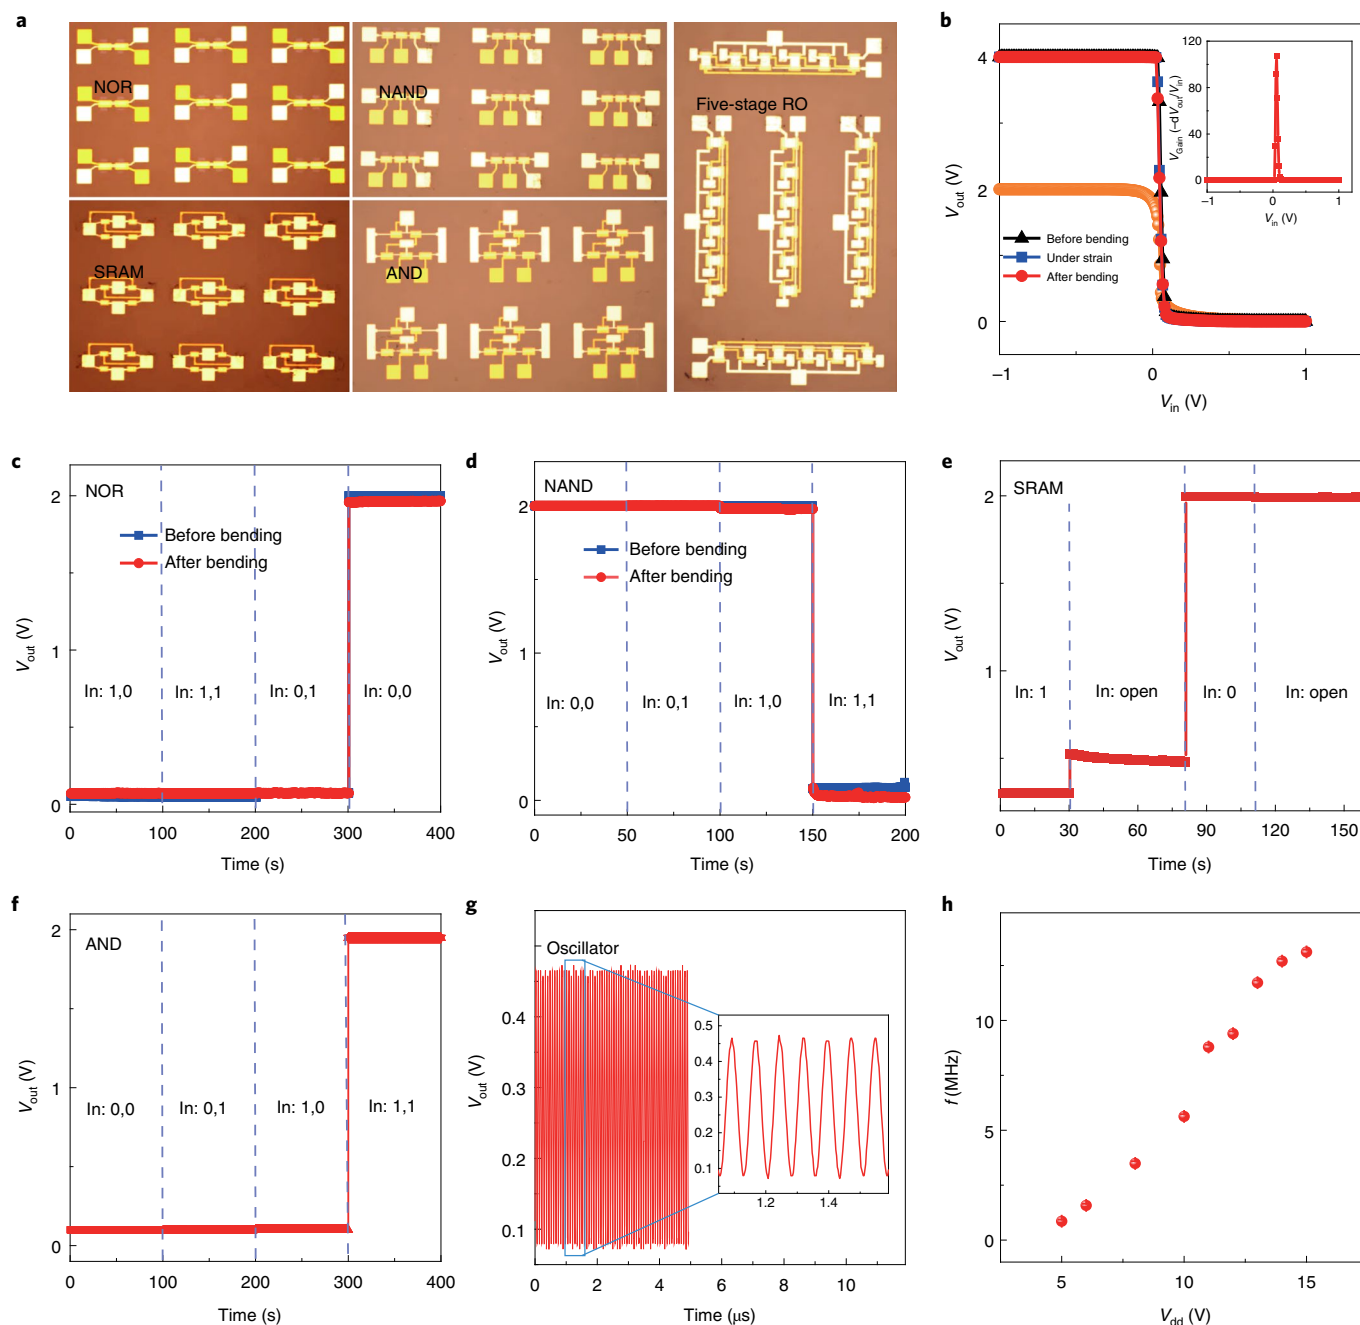 a
NOR
NAND
Five-stage RO
SRAM
AND
b
4
2
0
V_out (V)
−1
0
1
V_in (V)
Before bending
Under strain
After bending
120
80
40
0
V_Gain (−d V_out/V_in)
−1
0
1
V_in (V)
c
NOR
Before bending
After bending
2
1
0
V_out (V)
In: 1,0
In: 1,1
In: 0,1
In: 0,0
0
100
200
300
400
Time (s)
d
NAND
Before bending
After bending
2
1
0
V_out (V)
In: 0,0
In: 0,1
In: 1,0
In: 1,1
0
50
100
150
200
Time (s)
e
SRAM
2
1
V_out (V)
In: 1
In: open
In: 0
In: open
0
30
60
90
120
150
Time (s)
f
AND
2
1
0
V_out (V)
In: 0,0
In: 0,1
In: 1,0
In: 1,1
0
100
200
300
400
Time (s)
g
Oscillator
0.4
0.3
0.2
0.1
V_out (V)
0
2
4
6
8
10
Time (μs)
0.5
0.4
0.3
0.2
0.1
1.2
1.4
h
10
5
0
f (MHz)
5
10
15
V_dd (V)